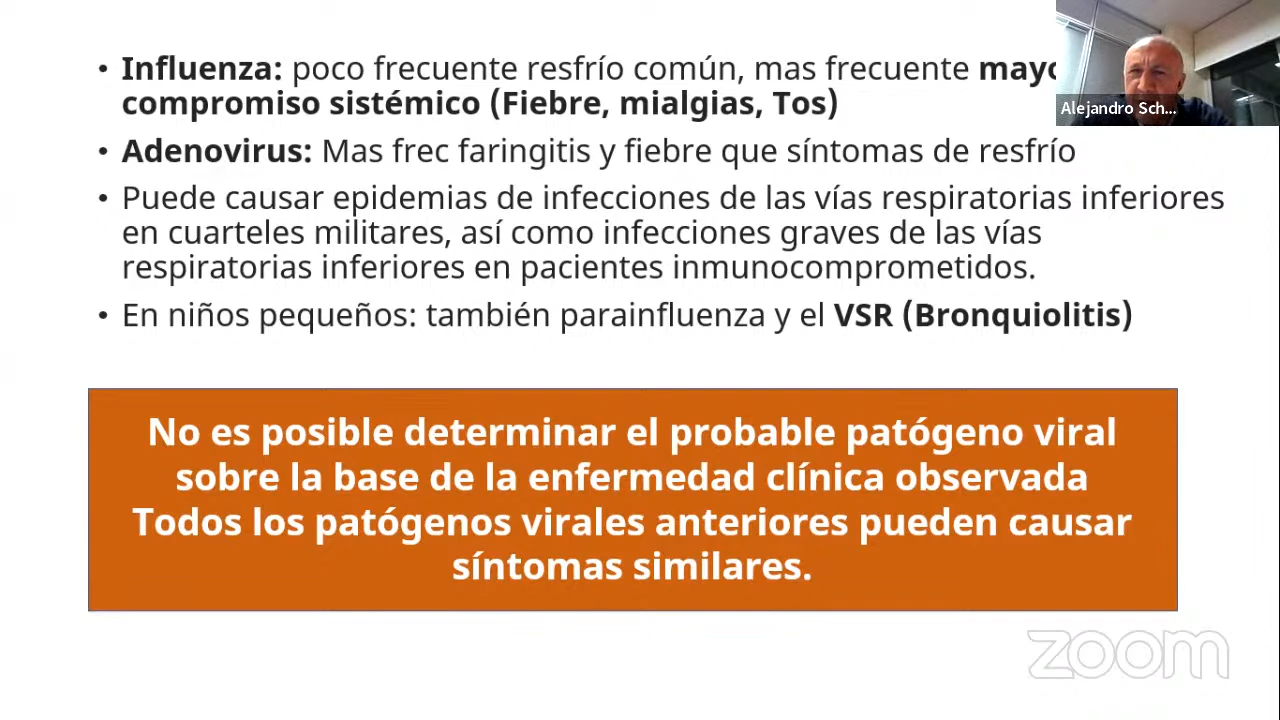 • Influenza: poco frecuente resfrío común, mas frecuente
compromiso sistémico (Fiebre, mialgias, Tos)
Alejandro Sch...
• Adenovirus: Mas frec faringitis y fiebre que síntomas de resfrío
• Puede causar epidemias de infecciones de las vías respiratorias inferiores
en cuarteles militares, así como infecciones graves de las vías
respiratorias inferiores en pacientes inmunocomprometidos.
• En niños pequeños: también parainfluenza y el VSR (Bronquiolitis)
No es posible determinar el probable patógeno viral
sobre la base de la enfermedad clínica observada
Todos los patógenos virales anteriores pueden causar
síntomas similares.
zoom